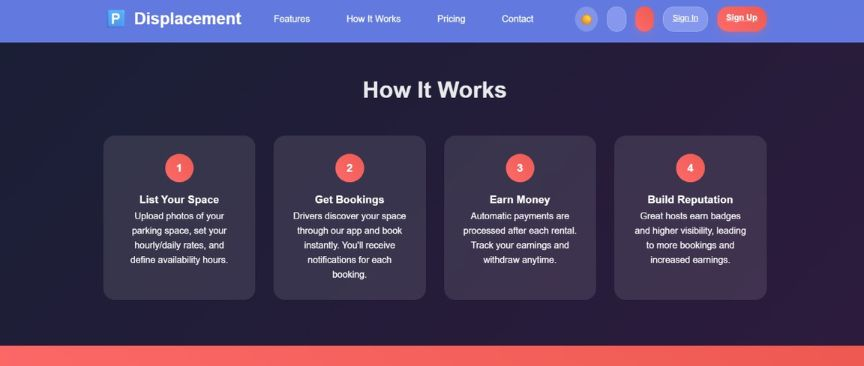 P Displacement
Features
How It Works
Pricing
Contact
Sign In
Sign Up
How It Works
1
List Your Space
Upload photos of your
parking space, set your
hourly/daily rates, and
define availability hours.
2
Get Bookings
Drivers discover your space
through our app and book
instantly. You'll receive
notifications for each
booking.
3
Earn Money
Automatic payments are
processed after each rental.
Track your earnings and
withdraw anytime.
4
Build Reputation
Great hosts earn badges
and higher visibility, leading
to more bookings and
increased earnings.